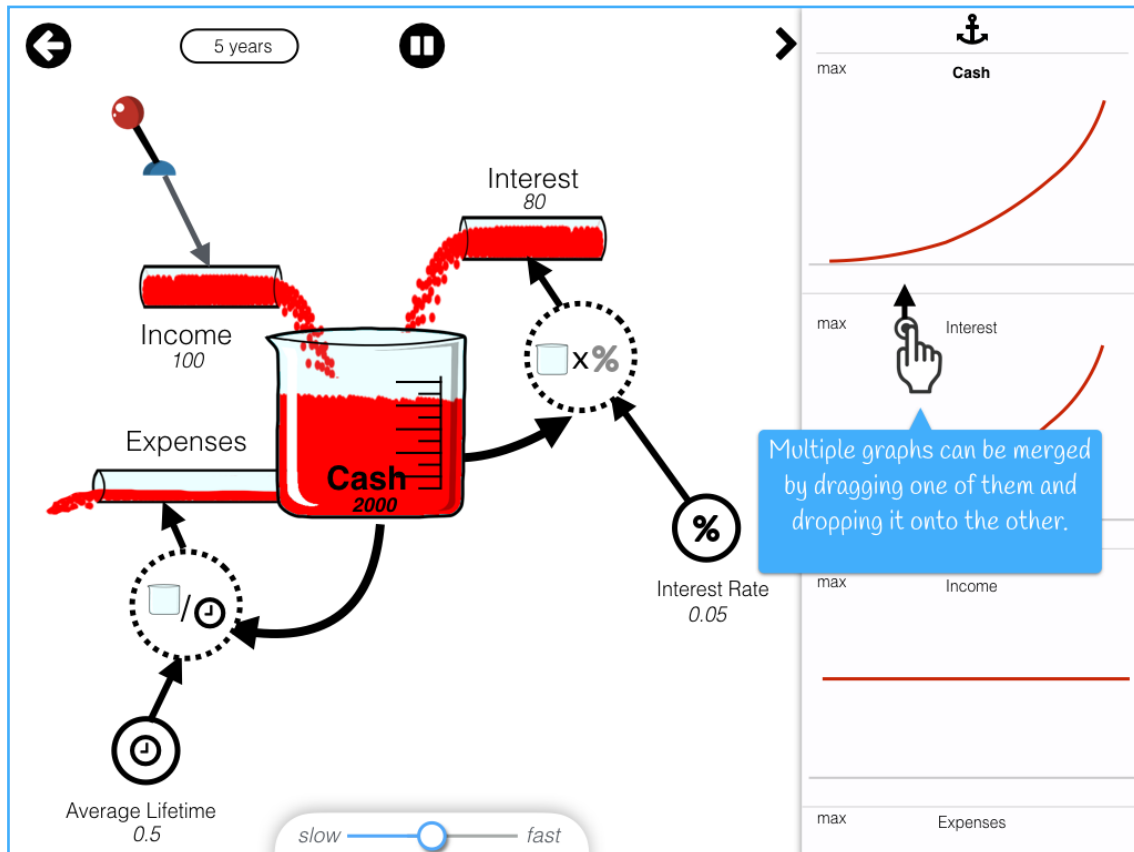 5 years
Interest
80
Income
100
x%
Expenses
Cash
2000
%
/
Interest Rate
0.05
Average Lifetime
0.5
slow
fast
max
Cash
max
Interest
Multiple graphs can be merged
by dragging one of them and
dropping it onto the other.
max
Income
max
Expenses